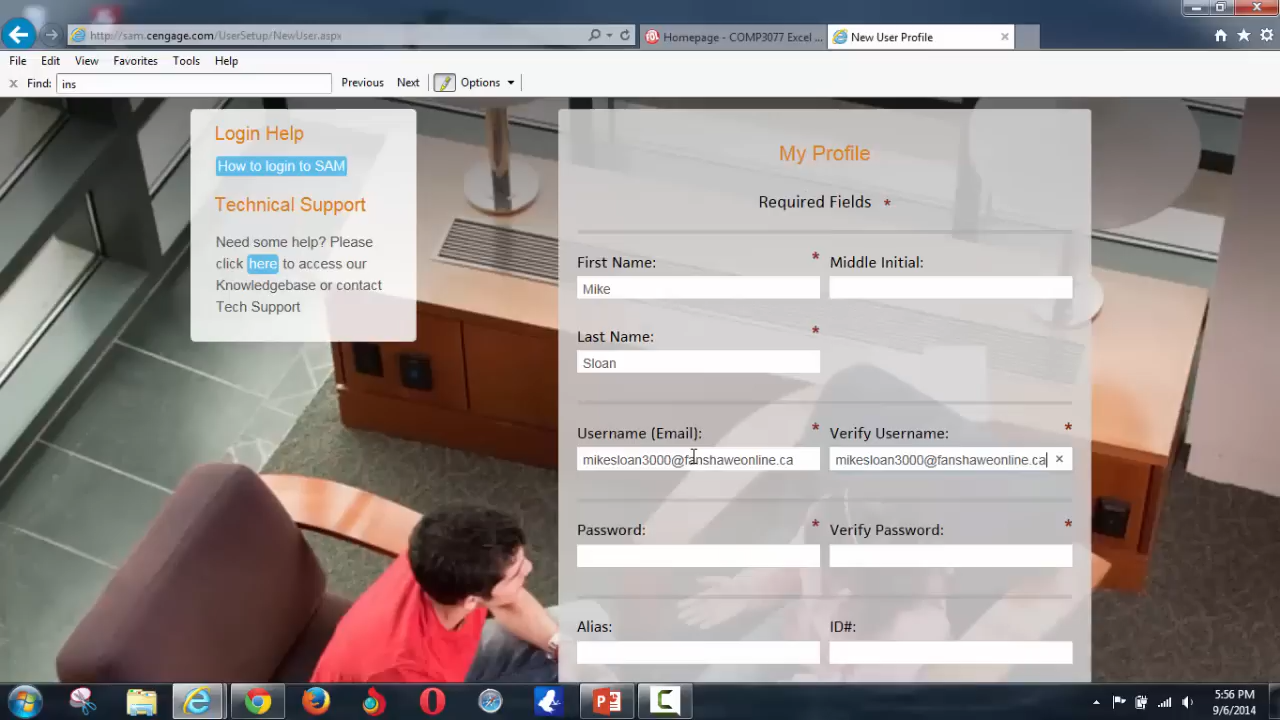 http://sam.cengage.com/UserSetup/NewUser.aspx
Homepage - COMP3077 Excel ...
New User Profile
File Edit View Favorites Tools Help
Find: ins Previous Next Options
Login Help
How to login to SAM
Technical Support
Need some help? Please
click here to access our
Knowledgebase or contact
Tech Support
My Profile
Required Fields *
First Name: * Middle Initial:
Mike
Last Name: *
Sloan
Username (Email): * Verify Username: *
mikesloan3000@fanshaweonline.ca mikesloan3000@fanshaweonline.ca
Password: * Verify Password: *
Alias: ID#:
5:56 PM
9/6/2014